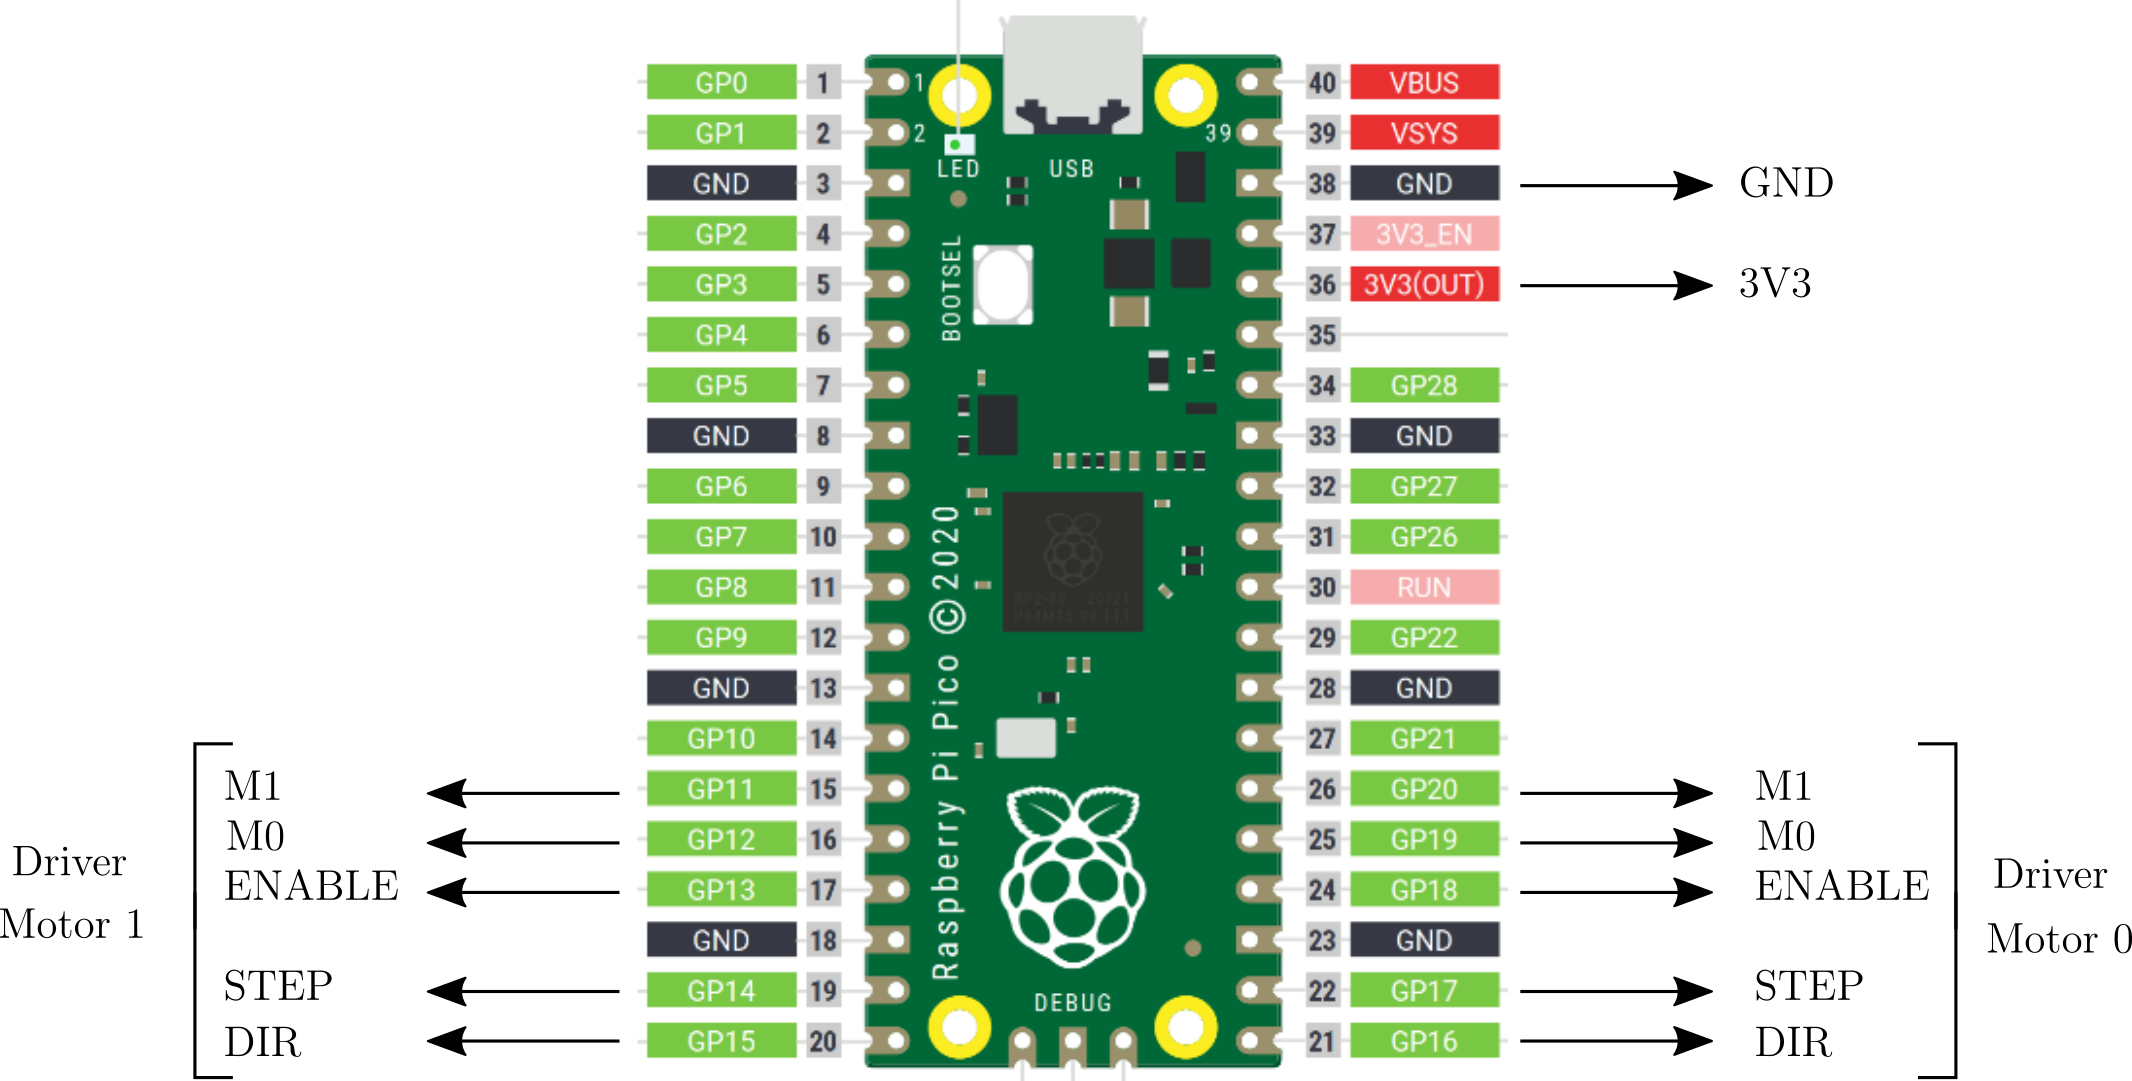 GP0 1 1 40 VBUS
GP1 2 2 39 39 VSYS
GND 3 LED USB 38 GND GND
GP2 4 37 3V3_EN
GP3 5 BOOTSEL 36 3V3(OUT) 3V3
GP4 6 35
GP5 7 34 GP28
GND 8 33 GND
GP6 9 32 GP27
GP7 10 31 GP26
GP8 11 30 RUN
GP9 12 29 GP22
GND 13 28 GND
GP10 14 27 GP21
M1 GP11 15 26 GP20 M1
M0 GP12 16 25 GP19 M0
ENABLE GP13 17 24 GP18 ENABLE
GND 18 23 GND
STEP GP14 19 22 GP17 STEP
DIR GP15 20 21 GP16 DIR
Driver
Motor 1
Raspberry Pi Pico ©2020
DEBUG
Driver
Motor 0